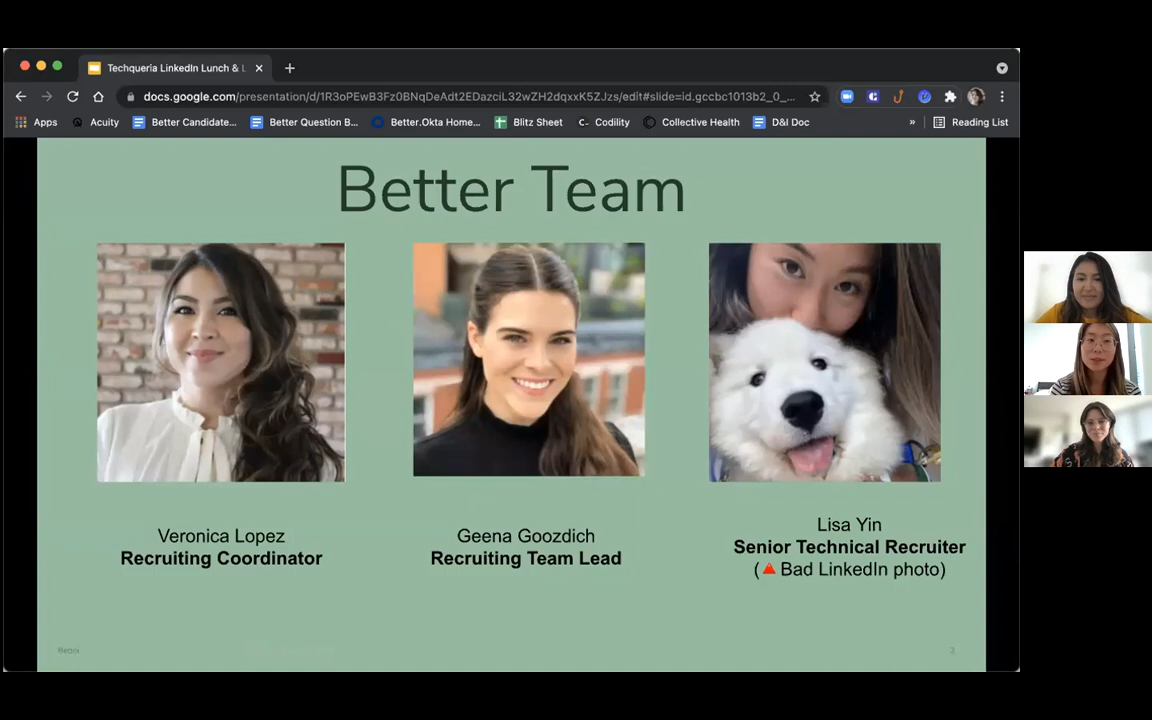 Techqueria LinkedIn Lunch & L
docs.google.com/presentation/d/1R3oPEwB3Fz0BNQDeAdt2EDazciL32wZH2dqxxK5ZJzs/edit#slide=id.gccbc1013b2_0_...
Apps Acuity Better Candidate... Better Question B... Better.Okta Home... Blitz Sheet Codility Collective Health D&I Doc » Reading List
Better Team
Veronica Lopez
Recruiting Coordinator
Geena Goozdich
Recruiting Team Lead
Lisa Yin
Senior Technical Recruiter
(🔺Bad LinkedIn photo)